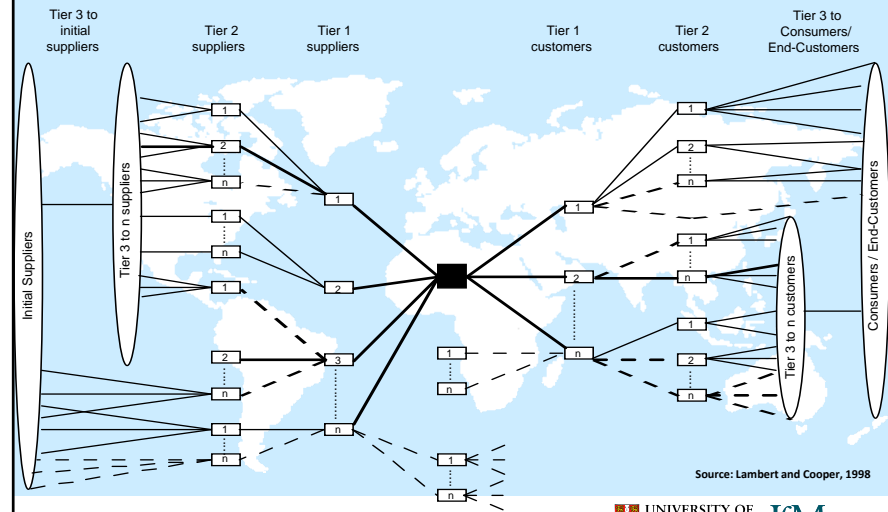 Tier 3 to
initial
suppliers
Tier 2
suppliers
Tier 1
suppliers
Tier 1
customers
Tier 2
customers
Tier 3 to
Consumers/
End-Customers
Initial Suppliers
Tier 3 to n suppliers
1
2
n
1
n
1
2
n
1
n
1
2
3
n
1
n
1
n
1
2
n
1
2
n
1
n
1
2
n
Tier 3 to n customers
Consumers / End-Customers
Source: Lambert and Cooper, 1998
UNIVERSITY OF
IfM